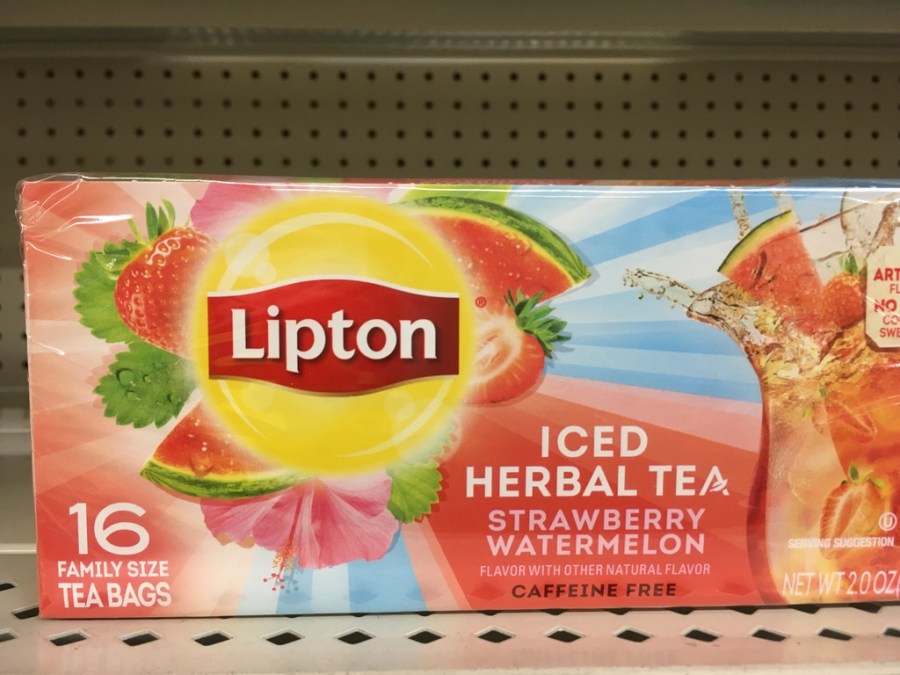 Lipton
®
ICED
HERBAL TEA
STRAWBERRY
WATERMELON
FLAVOR WITH OTHER NATURAL FLAVOR
CAFFEINE FREE
16
FAMILY SIZE
TEA BAGS
NO
U
SERVING SUGGESTION
NET WT 2.0 OZ